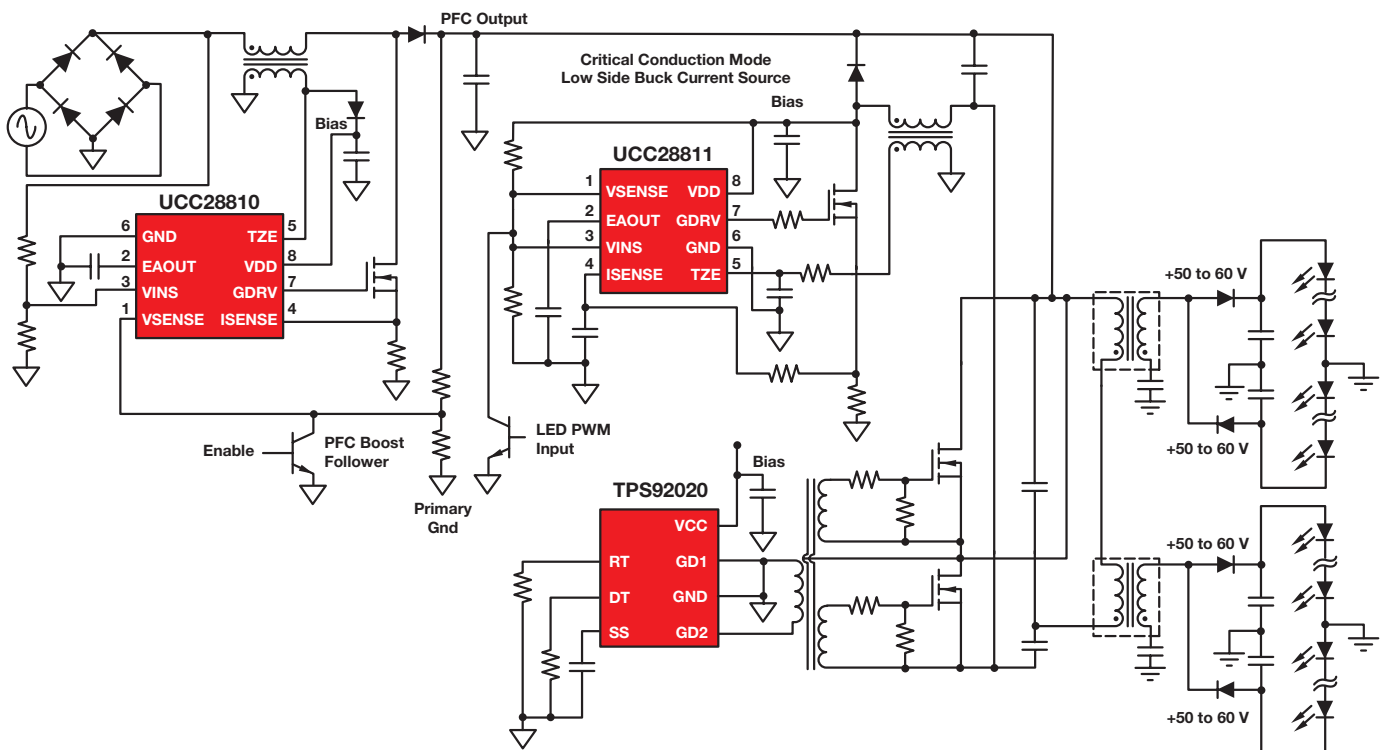 PFC Output
Critical Conduction Mode
Low Side Buck Current Source
Bias
Bias
UCC28810
6 GND
2 EAOUT
3 VINS
1 VSENSE
TZE 5
VDD 8
GDRV 7
ISENSE 4
UCC28811
1 VSENSE
2 EAOUT
3 VINS
4 ISENSE
VDD 8
GDRV 7
GND 6
TZE 5
Enable
PFC Boost
Follower
Primary
Gnd
LED PWM
Input
Bias
TPS92020
RT
DT
SS
VCC
GD1
GND
GD2
+50 to 60 V
+50 to 60 V
+50 to 60 V
+50 to 60 V